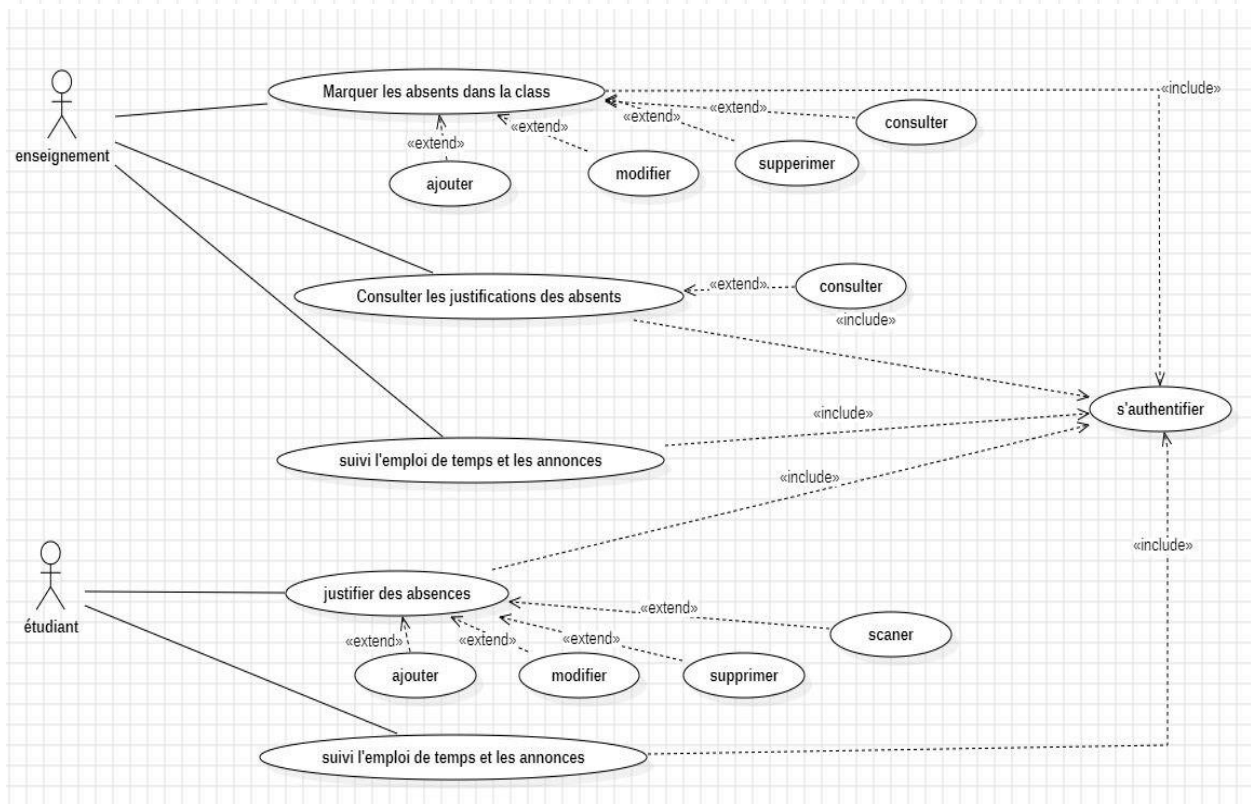 Marquer les absents dans la class
«include»
«extend»
consulter
«extend»
«extend»
«extend»
enseignement
ajouter
modifier
supperimer
Consulter les justifications des absents
«extend»
consulter
«include»
s'authentifier
«include»
suivi l'emploi de temps et les annonces
«include»
«include»
étudiant
justifier des absences
«extend»
scaner
«extend»
«extend»
«extend»
ajouter
modifier
supprimer
suivi l'emploi de temps et les annonces